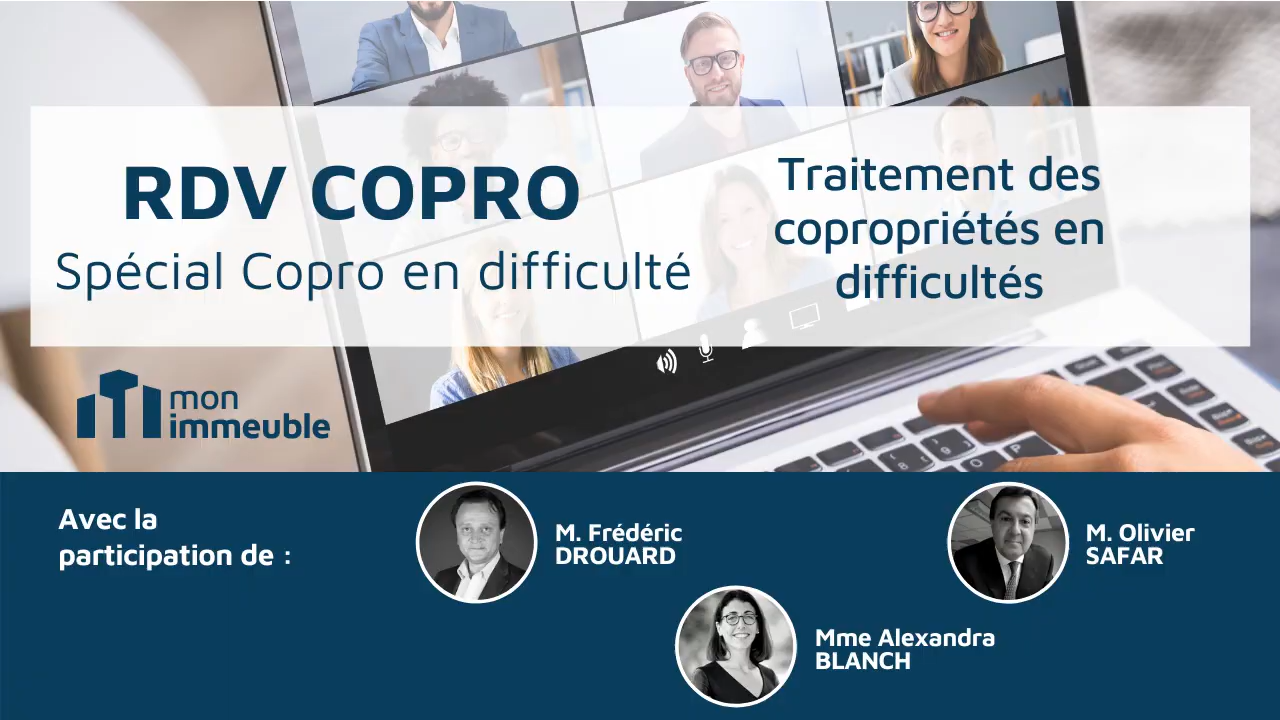 RDV COPRO
Spécial Copro en difficulté
Traitement des
copropriétés en
difficultés
mon
immeuble
Avec la
participation de :
M. Frédéric
DROUARD
M. Olivier
SAFAR
Mme Alexandra
BLANCH